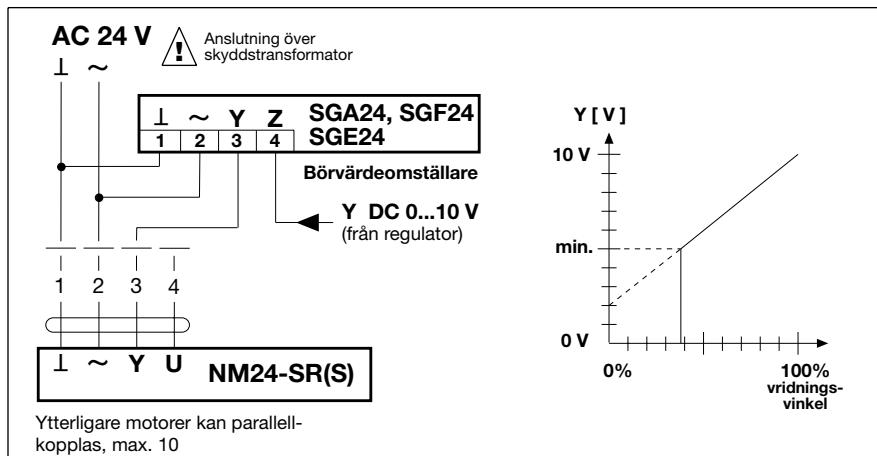 AC 24 V
⊥ ~
! Anslutning över
skyddstransformator
⊥ ~ Y Z
1 2 3 4
SGA24, SGF24
SGE24
Börvärdeomställare
Y DC 0...10 V
(från regulator)
1 2 3 4
⊥ ~ Y U
NM24-SR(S)
Ytterligare motorer kan parallell-
kopplas, max. 10
Y [ V ]
10 V
min.
0 V
0% 100%
vridnings-
vinkel